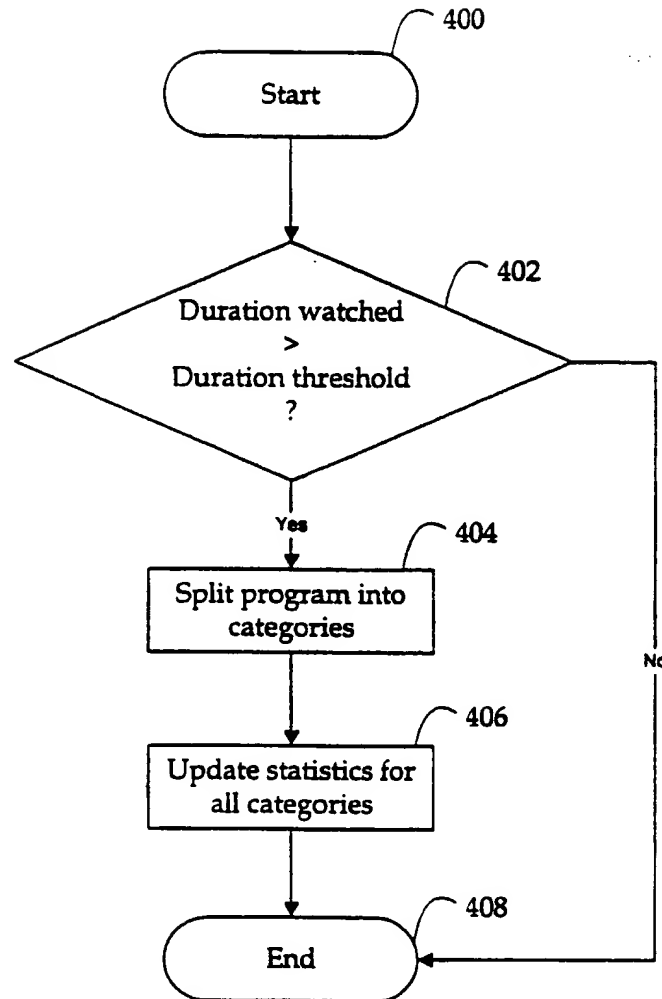 400
Start
402
Duration watched
>
Duration threshold
?
Yes
404
Split program into
categories
No
406
Update statistics for
all categories
408
End